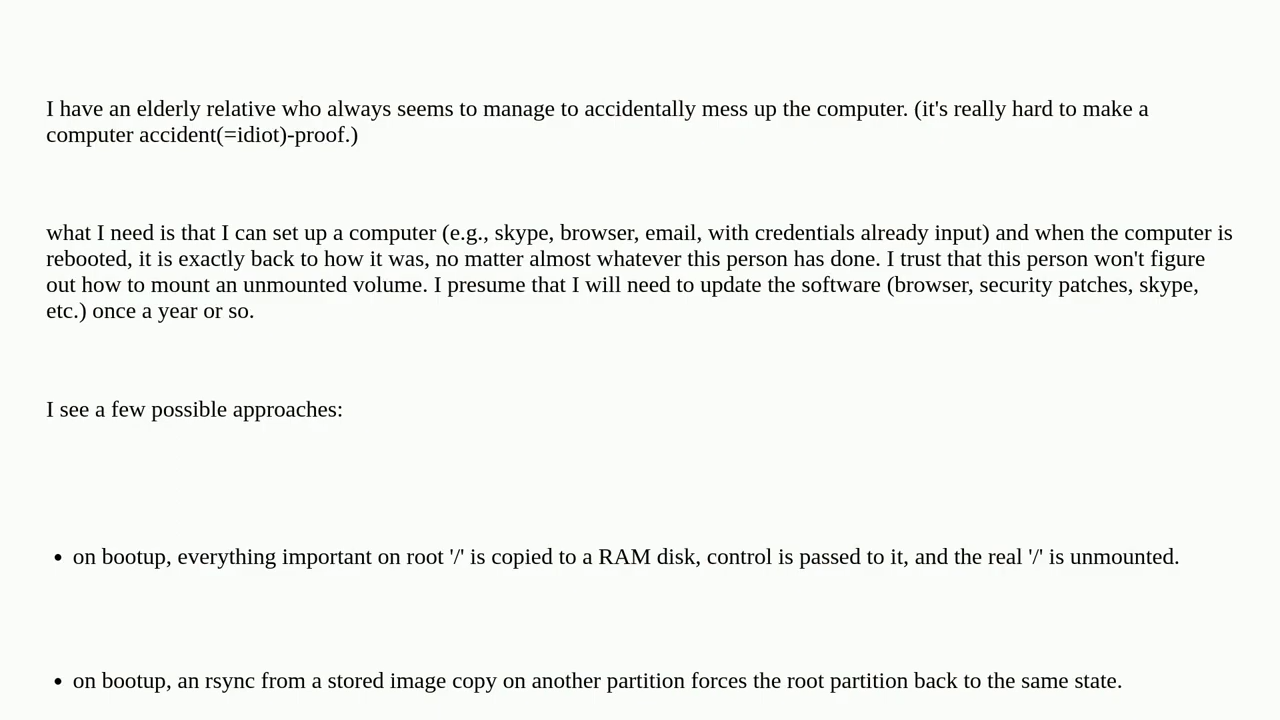 I have an elderly relative who always seems to manage to accidentally mess up the computer. (it's really hard to make a
computer accident(=idiot)-proof.)
what I need is that I can set up a computer (e.g., skype, browser, email, with credentials already input) and when the computer is
rebooted, it is exactly back to how it was, no matter almost whatever this person has done. I trust that this person won't figure
out how to mount an unmounted volume. I presume that I will need to update the software (browser, security patches, skype,
etc.) once a year or so.
I see a few possible approaches:
• on bootup, everything important on root '/' is copied to a RAM disk, control is passed to it, and the real '/' is unmounted.
• on bootup, an rsync from a stored image copy on another partition forces the root partition back to the same state.